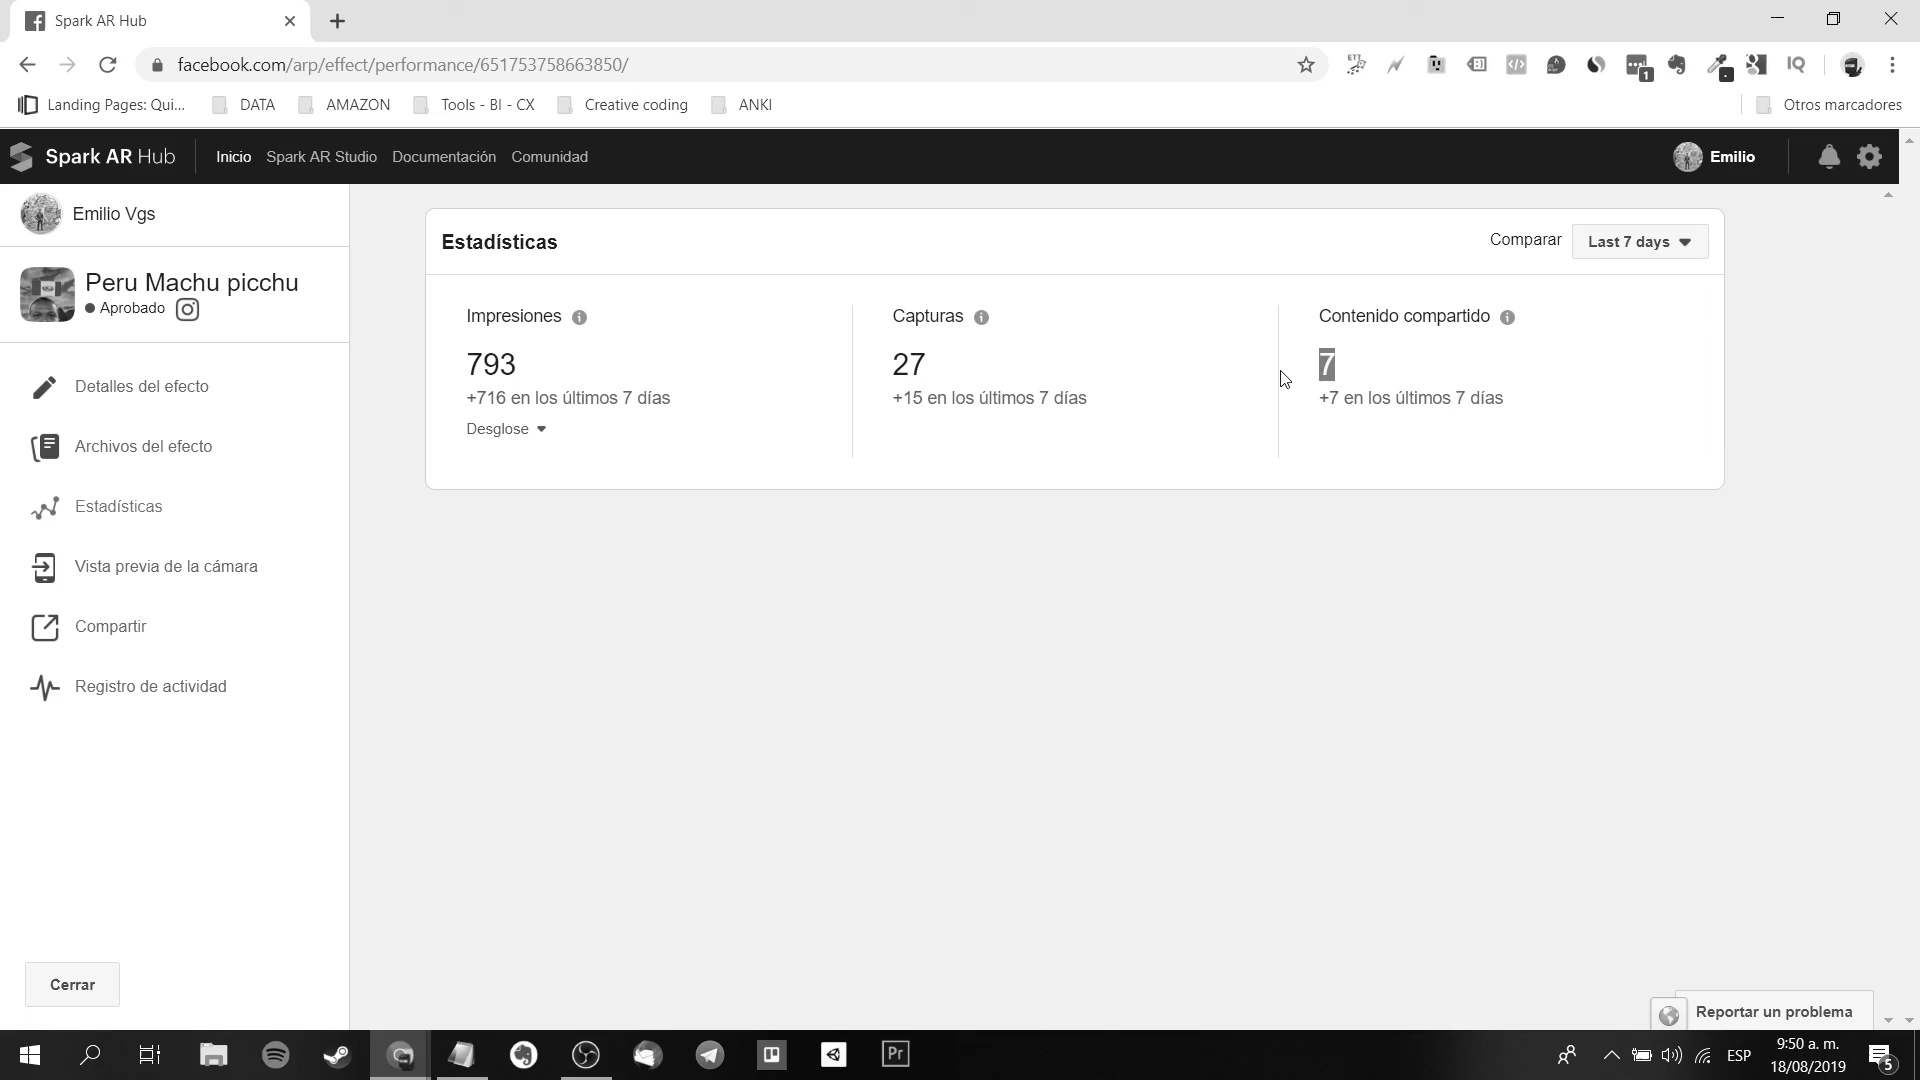 Spark AR Hub
facebook.com/arp/effect/performance/651753758663850/
ETT
1
IQ
Landing Pages: Qui...
DATA
AMAZON
Tools - BI - CX
Creative coding
ANKI
Otros marcadores
Spark AR Hub
Inicio
Spark AR Studio
Documentación
Comunidad
Emilio
Emilio Vgs
Peru Machu picchu
Aprobado
Detalles del efecto
Archivos del efecto
Estadísticas
Vista previa de la cámara
Compartir
Registro de actividad
Cerrar
Estadísticas
Comparar
Last 7 days
Impresiones
793
+716 en los últimos 7 días
Desglose
Capturas
27
+15 en los últimos 7 días
Contenido compartido
7
+7 en los últimos 7 días
Reportar un problema
Pr
ESP
9:50 a. m.
18/08/2019
5